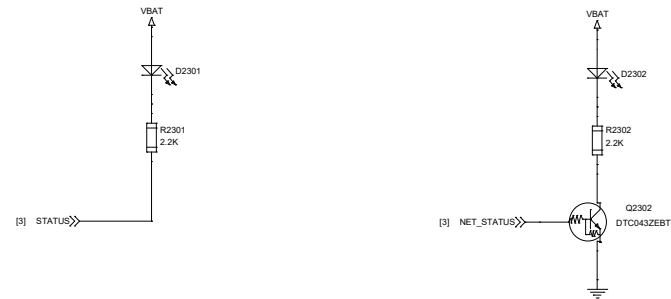 VBAT
D2301
R2301
2.2K
[3] STATUS
VBAT
D2302
R2302
2.2K
Q2302
[3] NET_STATUS
DTC043ZEBT